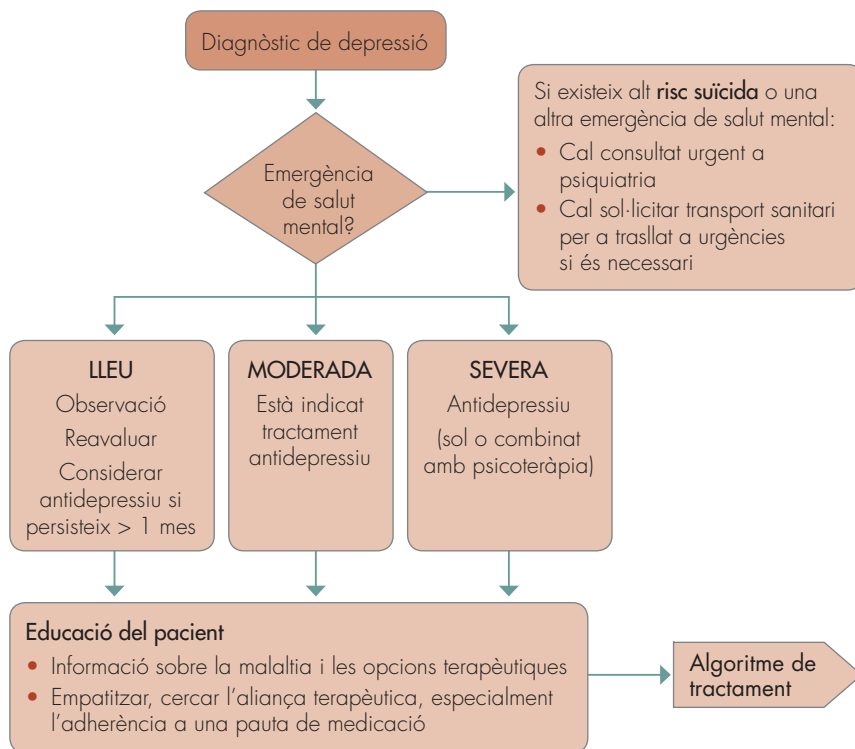 Diagnòstic de depressió
Si existeix alt risc suïcida o una
altra emergència de salut mental:
• Cal consultat urgent a
psiquiatria
• Cal sol·licitar transport sanitari
per a trasllat a urgències
si és necessari
Emergència
de salut
mental?
LLEU
Observació
Reavaluar
Considerar
antidepressiu si
persisteix > 1 mes
MODERADA
Està indicat
tractament
antidepressiu
SEVERA
Antidepressiu
(sol o combinat
amb psicoteràpia)
Educació del pacient
• Informació sobre la malaltia i les opcions terapèutiques
• Empatitzar, cercar l’aliança terapèutica, especialment
l’adherència a una pauta de medicació
Algoritme de
tractament